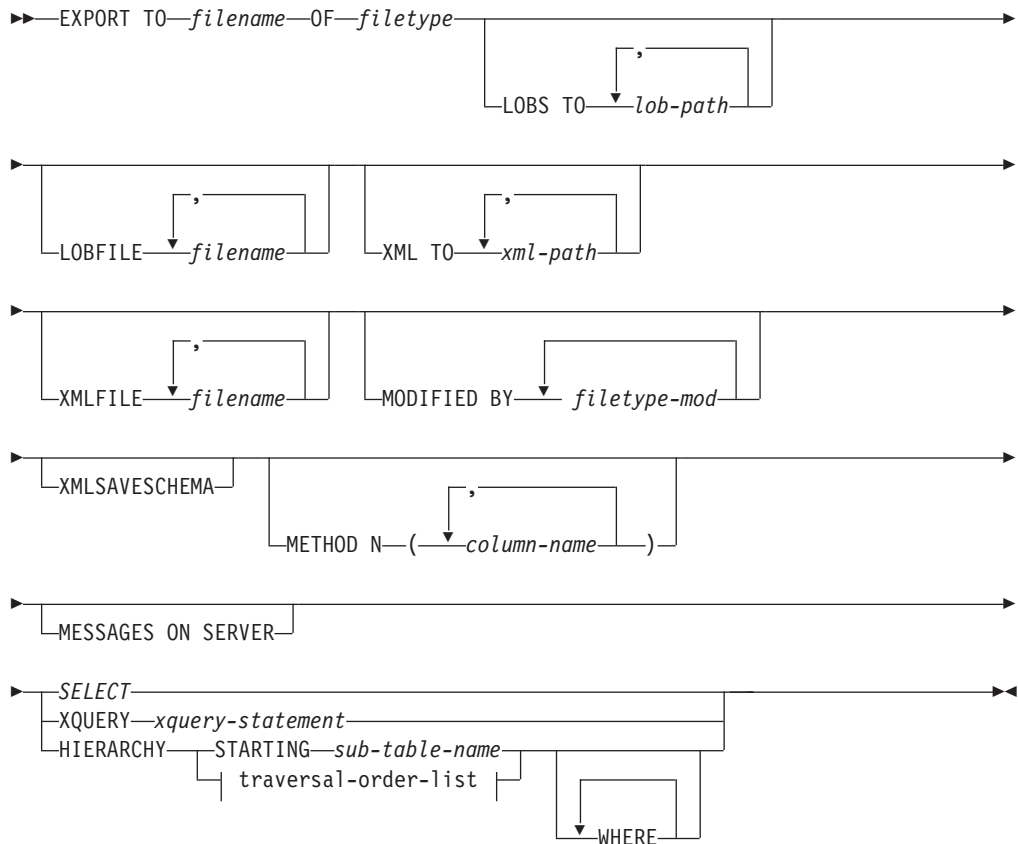 EXPORT TO filename OF filetype
,
LOBS TO lob-path
, ,
LOBFILE filename XML TO xml-path
,
XMLFILE filename MODIFIED BY filetype-mod
XMLSAVESCHEMA
,
METHOD N ( column-name )
MESSAGES ON SERVER
SELECT
XQUERY xquery-statement
HIERARCHY STARTING sub-table-name
traversal-order-list
WHERE